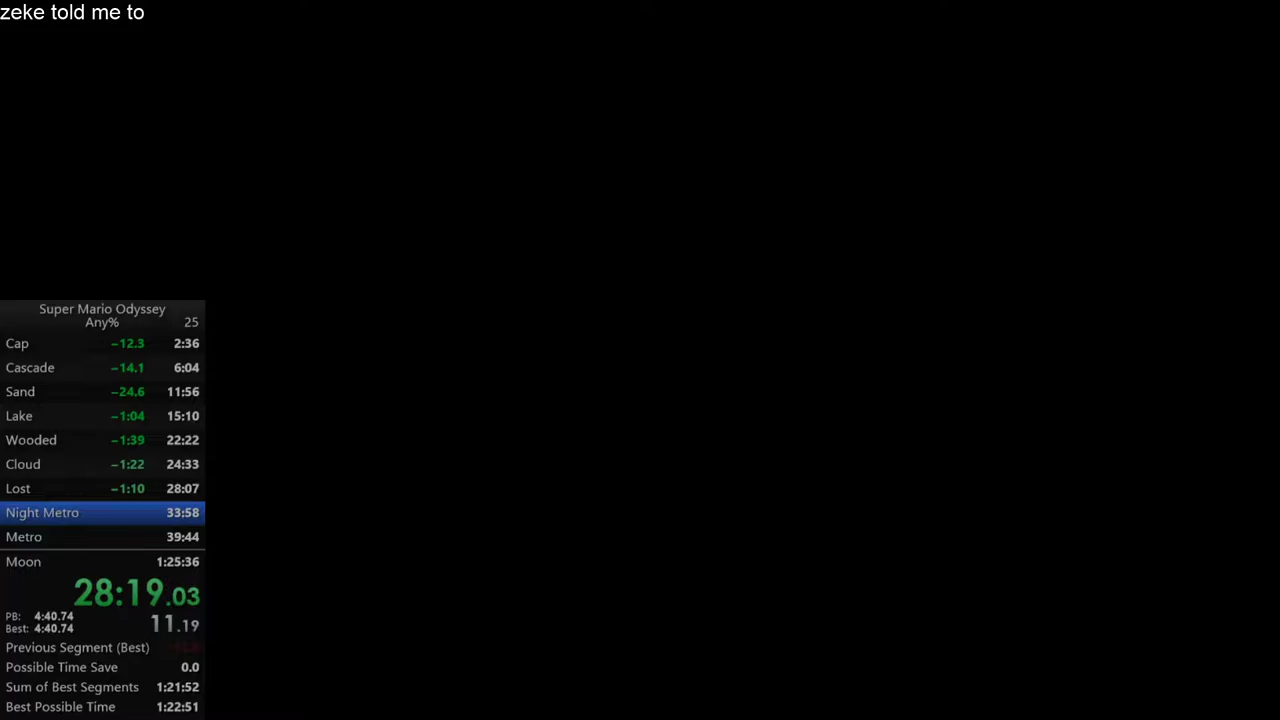 zeke told me to
Super Mario Odyssey
Any% 25
Cap −12.3 2:36
Cascade −14.1 6:04
Sand −24.6 11:56
Lake −1:04 15:10
Wooded −1:39 22:22
Cloud −1:22 24:33
Lost −1:10 28:07
Night Metro 33:58
Metro 39:44
Moon 1:25:36
28:19.03
PB: 4:40.74
Best: 4:40.74
11.19
Previous Segment (Best)
Possible Time Save 0.0
Sum of Best Segments 1:21:52
Best Possible Time 1:22:51